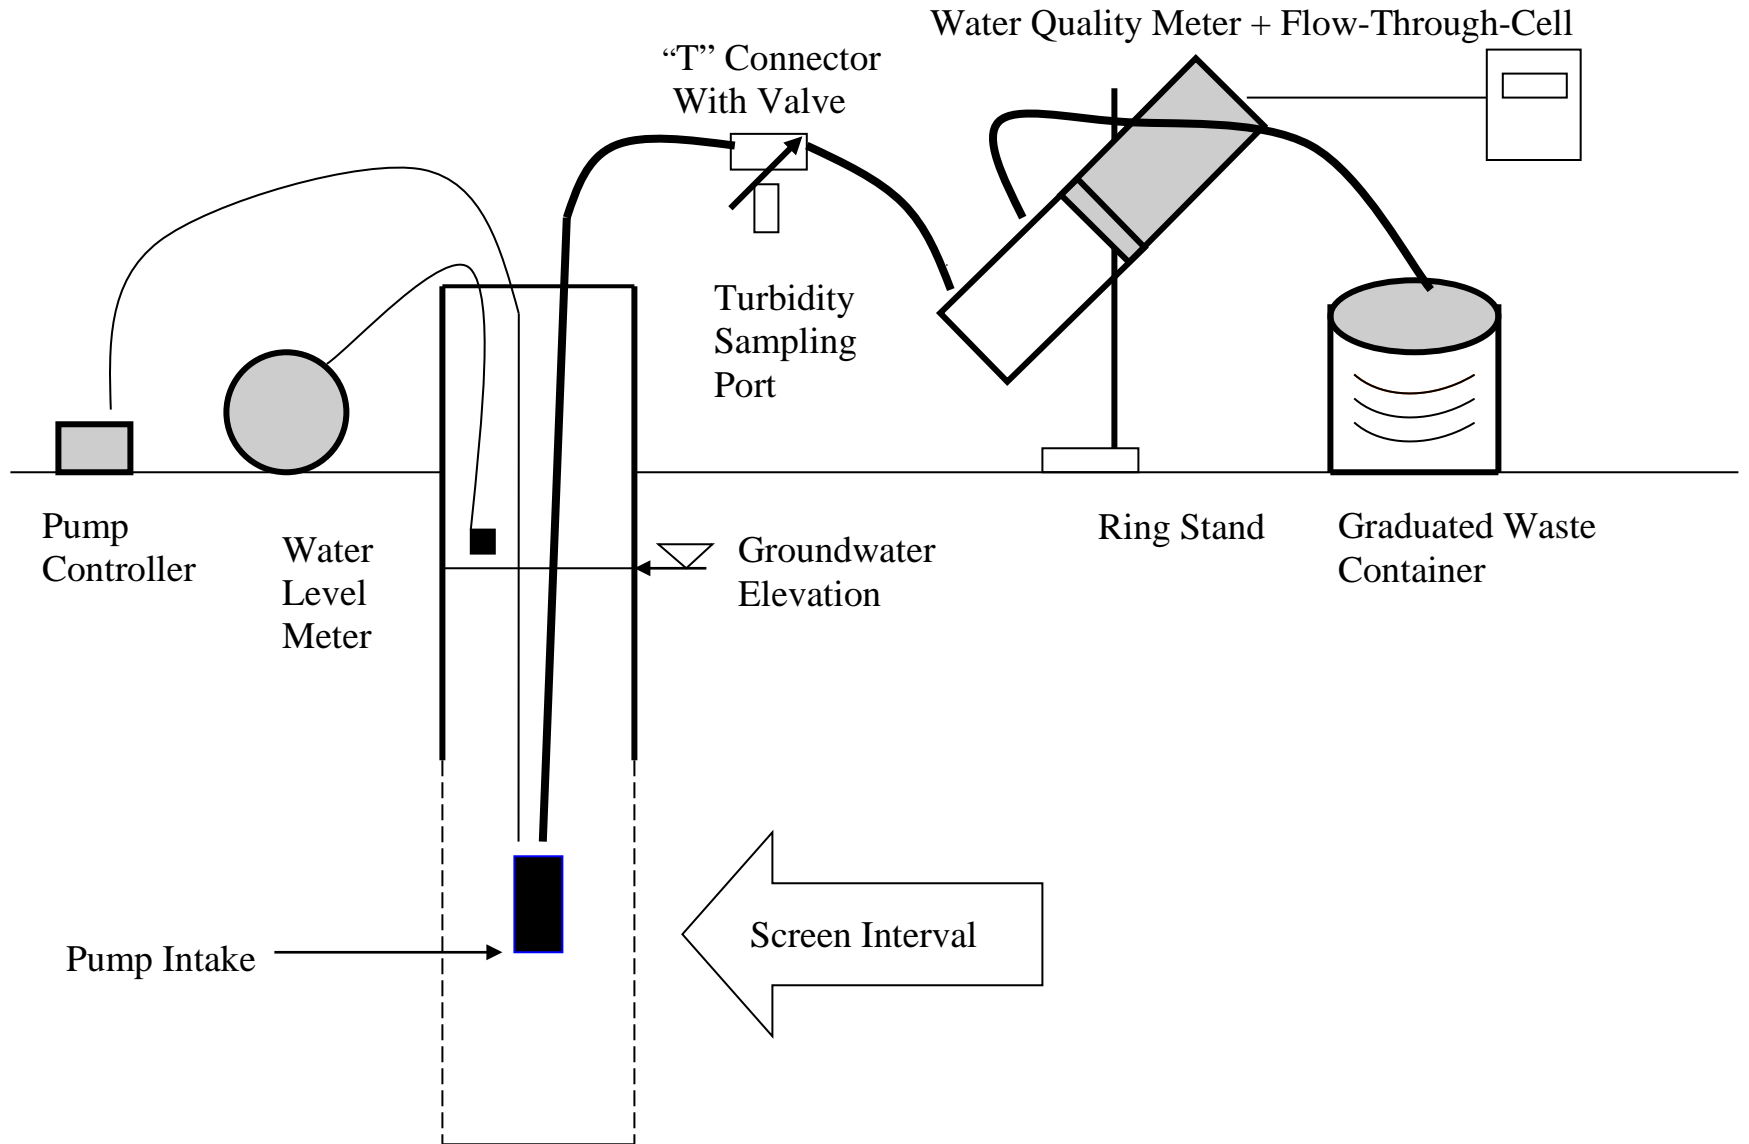 Water Quality Meter + Flow-Through-Cell
“T” Connector
With Valve
Turbidity
Sampling
Port
Pump
Controller
Water
Level
Meter
Groundwater
Elevation
Ring Stand
Graduated Waste
Container
Pump Intake
Screen Interval